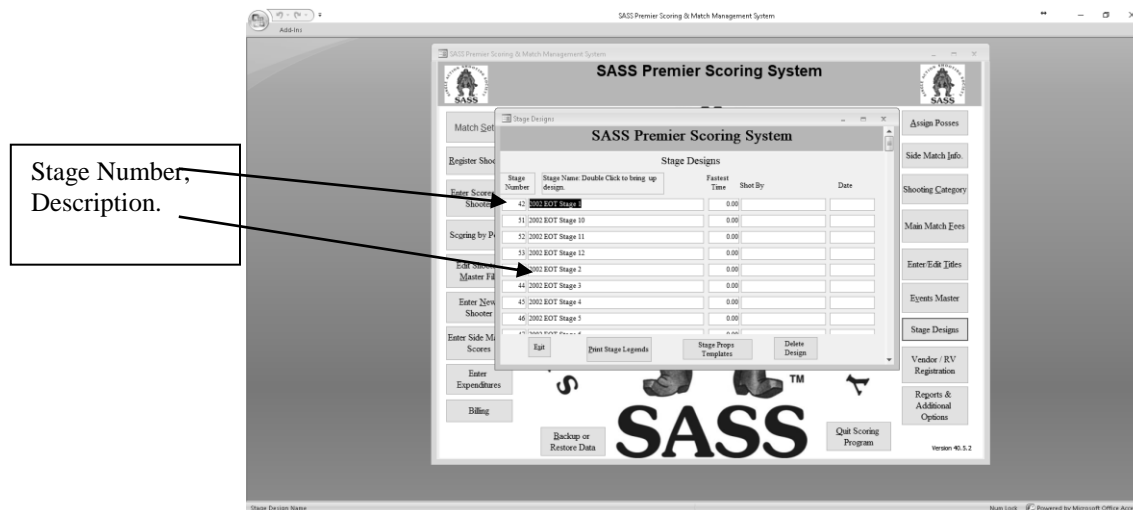 SASS Premier Scoring & Match Management System
Add-Ins
SASS Premier Scoring & Match Management System
SASS Premier Scoring System
SASS
SASS
Match Set
Register Shoo
Enter Scores
Shooter
Scoring by P
Edit Shoot
Master Fil
Enter New
Shooter
Enter Side Ma
Scores
Enter
Expenditures
Billing
Stage Number,
Description.
Stage Designs
SASS Premier Scoring System
Stage Designs
Stage Number
Stage Name: Double Click to bring up design.
Fastest Time
Shot By
Date
42 2002 EOT Stage 1 0.00
51 2002 EOT Stage 10 0.00
52 2002 EOT Stage 11 0.00
53 2002 EOT Stage 12 0.00
2002 EOT Stage 2 0.00
44 2002 EOT Stage 3 0.00
45 2002 EOT Stage 4 0.00
46 2002 EOT Stage 5 0.00
Exit
Print Stage Legends
Stage Props
Templates
Delete
Design
Assign Posses
Side Match Info.
Shooting Category
Main Match Fees
Enter/Edit Titles
Events Master
Stage Designs
Vendor / RV
Registration
Reports &
Additional
Options
TM
SASS
Backup or
Restore Data
Quit Scoring
Program
Version 40.5.2
Stage Design Name
Num Lock
Powered by Microsoft Office Acce